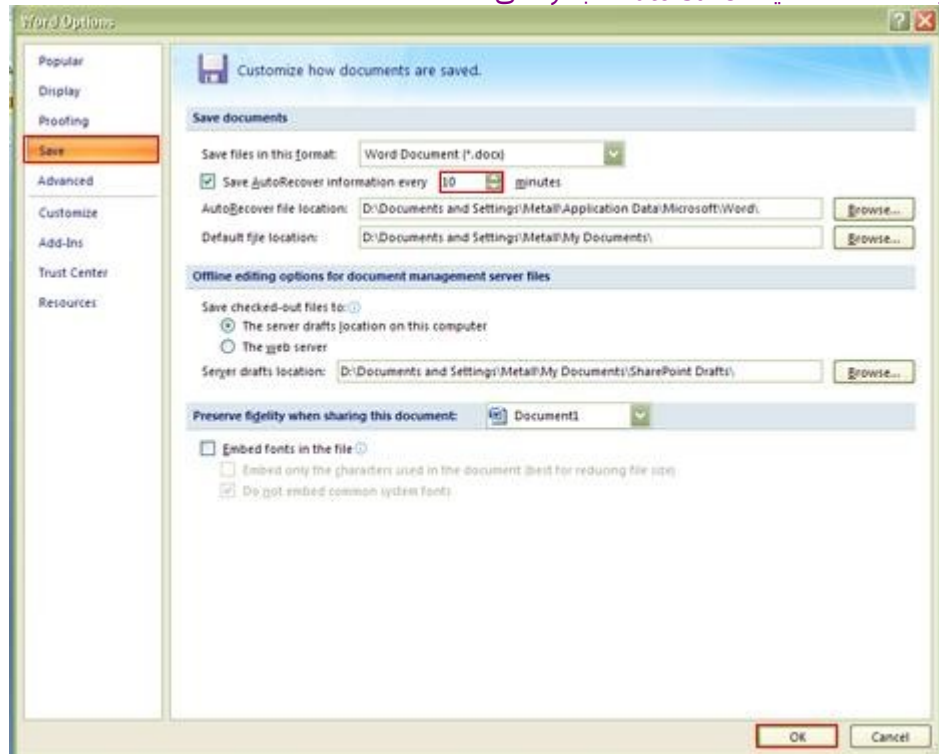 Word Options
Popular
Display
Proofing
Save
Advanced
Customize
Add-Ins
Trust Center
Resources
Customize how documents are saved.
Save documents
Save files in this format: Word Document (*.docx)
Save AutoRecover information every 10 minutes
AutoRecover file location: D:\Documents and Settings\Metall\Application Data\Microsoft\Word\ Browse...
Default file location: D:\Documents and Settings\Metall\My Documents\ Browse...
Offline editing options for document management server files
Save checked-out files to:
The server drafts location on this computer
The web server
Server drafts location: D:\Documents and Settings\Metall\My Documents\SharePoint Drafts\ Browse...
Preserve fidelity when sharing this document: Document1
Embed fonts in the file
Embed only the characters used in the document (best for reducing file size)
Do not embed common system fonts
OK Cancel